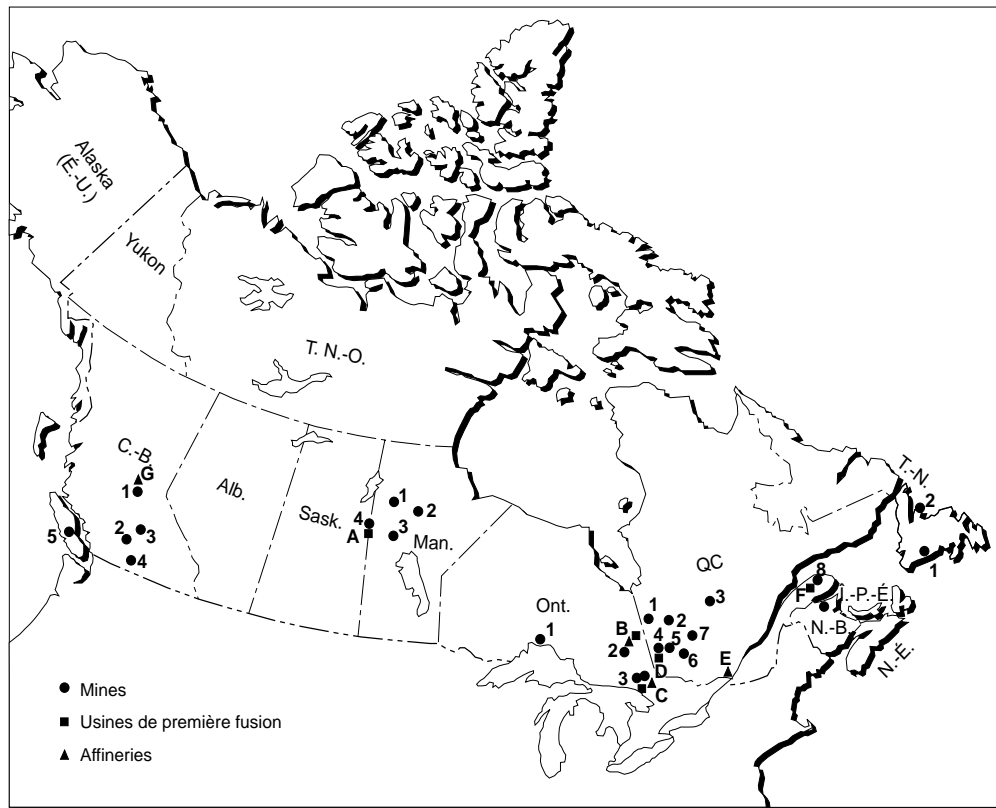 Alaska
(É.-U.)
Yukon
T. N.-O.
C.-B
É
G
1
2
3
4
5
Alb.
Sask.
4
A
1
2
3
Man.
Ont.
1
B
2
3
C
QC
1
2
3
4
5
6
7
D
E
T.-N.
2
1
8
F
Î.-P.-É.
N.-B.
N.-É.
Mines
Usines de première fusion
Affineries